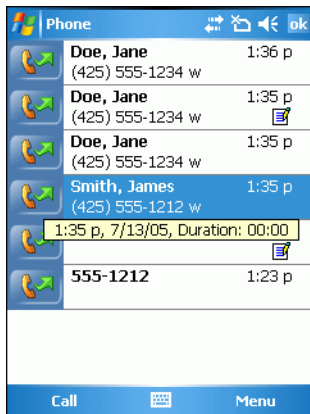 Phone ok
Doe, Jane 1:36 p
(425) 555-1234 w
Doe, Jane 1:35 p
(425) 555-1234 w
Doe, Jane 1:35 p
(425) 555-1234 w
Smith, James 1:35 p
(425) 555-1212 w
1:35 p, 7/13/05, Duration: 00:00
555-1212 1:23 p
Call Menu